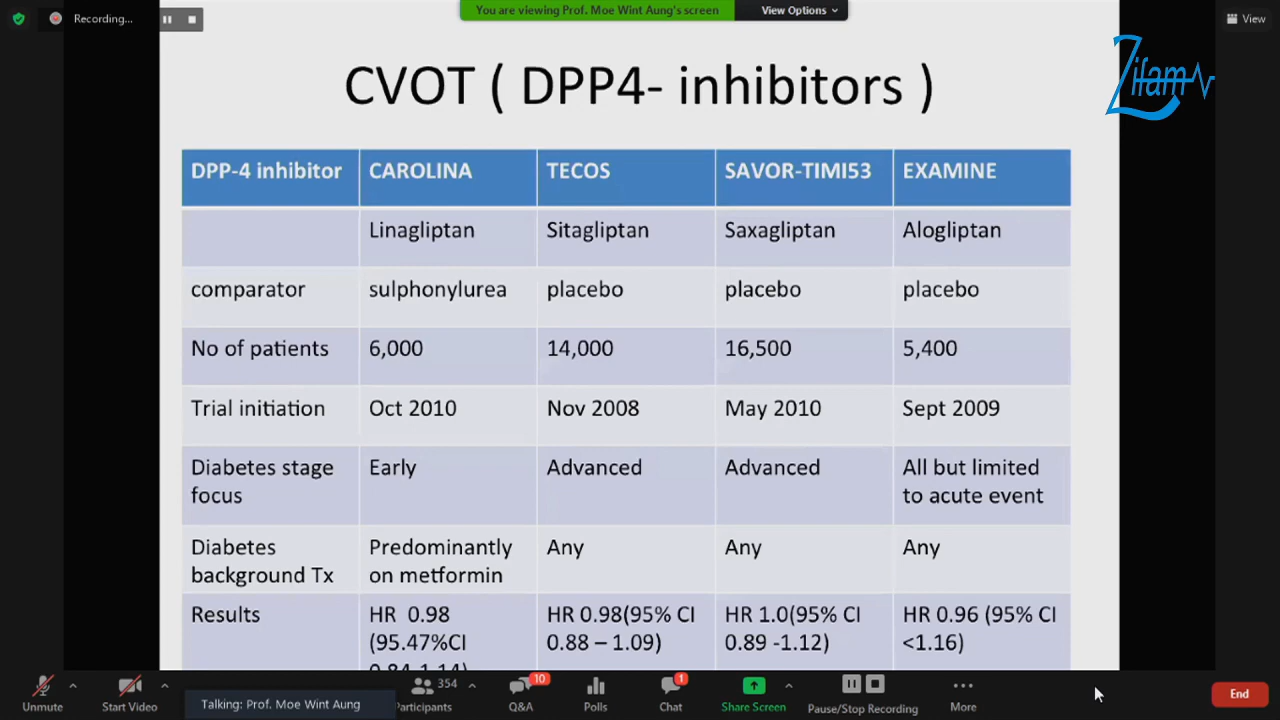 Recording...
You are viewing Prof. Moe Wint Aung's screen
View Options
View
Zifam
CVOT ( DPP4- inhibitors )
DPP-4 inhibitor CAROLINA TECOS SAVOR-TIMI53 EXAMINE
Linagliptan Sitagliptan Saxagliptan Alogliptan
comparator sulphonylurea placebo placebo placebo
No of patients 6,000 14,000 16,500 5,400
Trial initiation Oct 2010 Nov 2008 May 2010 Sept 2009
Diabetes stage Early Advanced Advanced All but limited
focus to acute event
Diabetes Predominantly Any Any Any
background Tx on metformin
Results HR 0.98 HR 0.98(95% CI HR 1.0(95% CI HR 0.96 (95% CI
(95.47%CI 0.88 – 1.09) 0.89 -1.12) <1.16)
0.84-1.14)
354 10 1
Unmute Start Video Talking: Prof. Moe Wint Aung Participants Q&A Polls Chat Share Screen Pause/Stop Recording More End